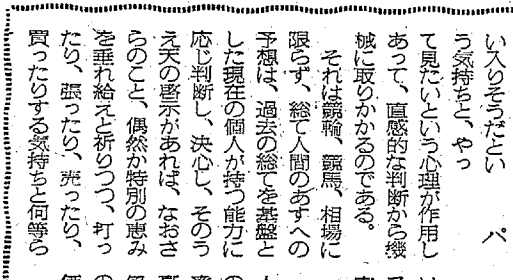 い入りそうだとい
パ
う気持ちと、やっ
て見たいという心理が作用し
あって、直感的な判断から機
械に取りかかるのである。
それは競輪、競馬、相場に
限らず、総て人間のあすへの
予想は、過去の総てを基盤と
した現在の個人が持つ能力に
応じ判断し、決心し、そのう
え天の啓示があれば、なおさ
らのこと、偶然か特別の恵み
を垂れ給えと祈りつつ、打っ
たり、張ったり、売ったり、
買ったりする気持ちと何等ら